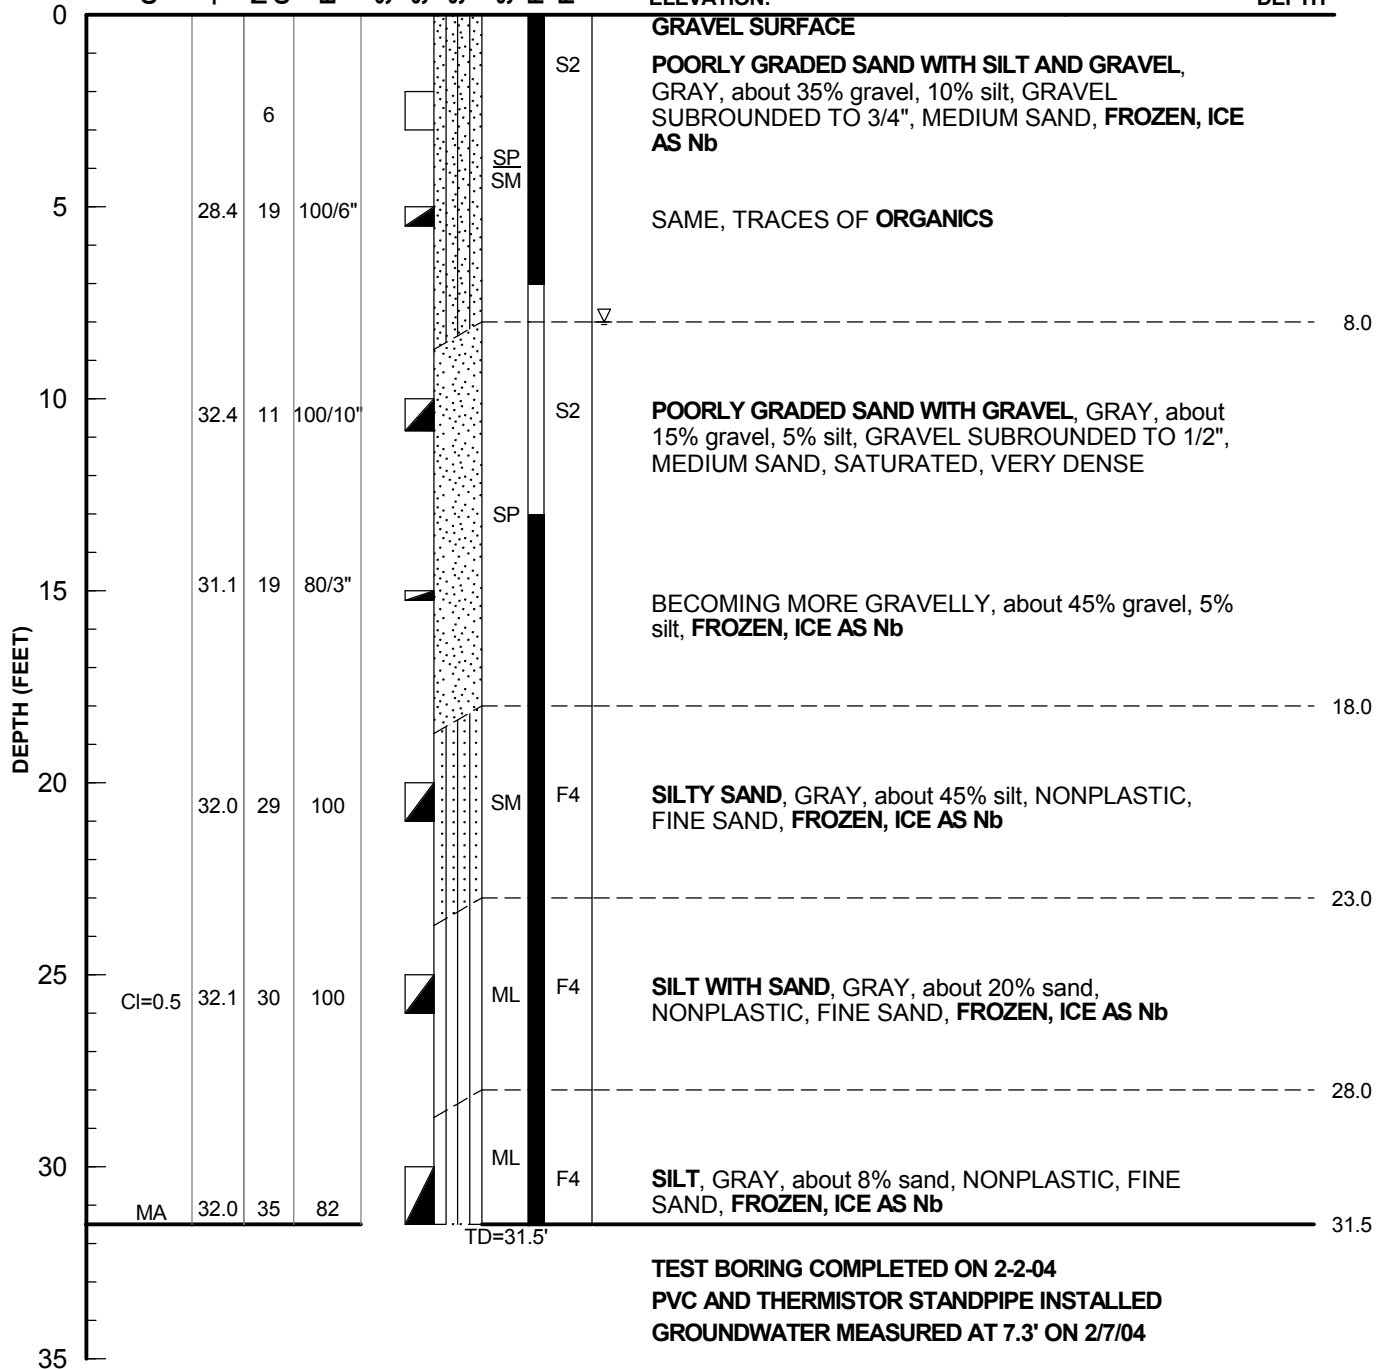 ELEVATION: DEPTH
0
GRAVEL SURFACE
S2 POORLY GRADED SAND WITH SILT AND GRAVEL,
GRAY, about 35% gravel, 10% silt, GRAVEL
6 SUBROUNDED TO 3/4", MEDIUM SAND, FROZEN, ICE
AS Nb
SP
SM
5 28.4 19 100/6" SAME, TRACES OF ORGANICS
8.0
10 32.4 11 100/10" S2 POORLY GRADED SAND WITH GRAVEL, GRAY, about
15% gravel, 5% silt, GRAVEL SUBROUNDED TO 1/2",
MEDIUM SAND, SATURATED, VERY DENSE
SP
15 31.1 19 80/3" BECOMING MORE GRAVELLY, about 45% gravel, 5%
silt, FROZEN, ICE AS Nb
DEPTH (FEET)
18.0
20 32.0 29 100 SM F4 SILTY SAND, GRAY, about 45% silt, NONPLASTIC,
FINE SAND, FROZEN, ICE AS Nb
23.0
25 Cl=0.5 32.1 30 100 ML F4 SILT WITH SAND, GRAY, about 20% sand,
NONPLASTIC, FINE SAND, FROZEN, ICE AS Nb
28.0
30 ML F4 SILT, GRAY, about 8% sand, NONPLASTIC, FINE
MA 32.0 35 82 SAND, FROZEN, ICE AS Nb
31.5
TD=31.5'
TEST BORING COMPLETED ON 2-2-04
PVC AND THERMISTOR STANDPIPE INSTALLED
GROUNDWATER MEASURED AT 7.3' ON 2/7/04
35